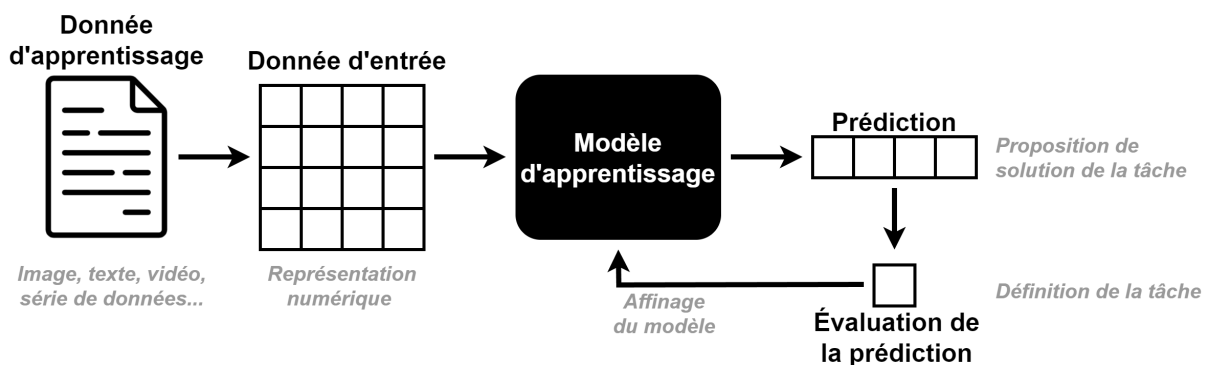 Donnée
d'apprentissage
Donnée d'entrée
Image, texte, vidéo,
série de données...
Représentation
numérique
Modèle
d'apprentissage
Prédiction
Proposition de
solution de la tâche
Affinage
du modèle
Définition de la tâche
Évaluation de
la prédiction